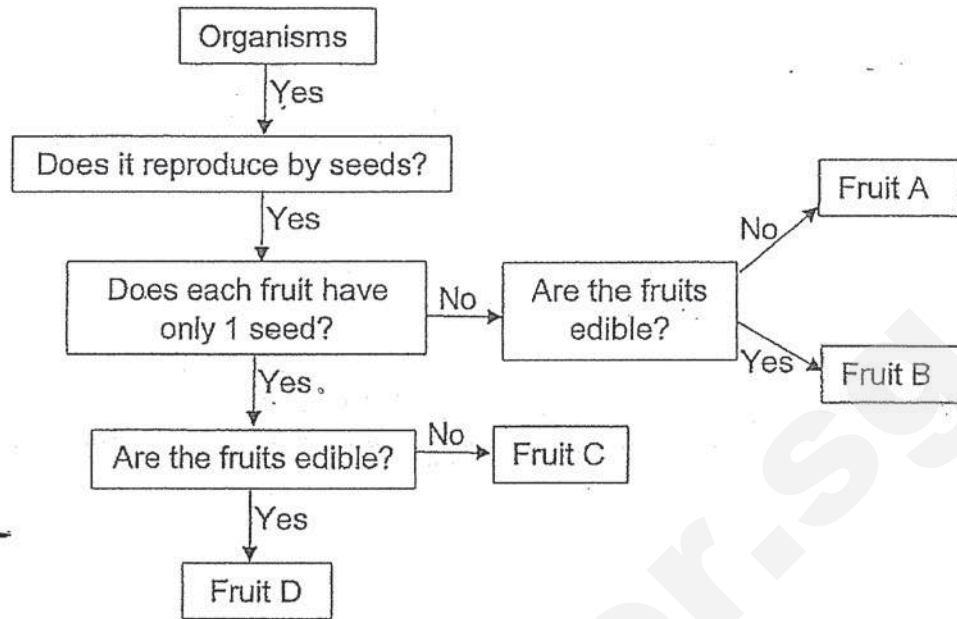 Organisms
Yes
Does it reproduce by seeds?
Yes
Does each fruit have
only 1 seed?
No
Are the fruits
edible?
No
Fruit A
Yes
Fruit B
Yes
Are the fruits edible?
No
Fruit C
Yes
Fruit D